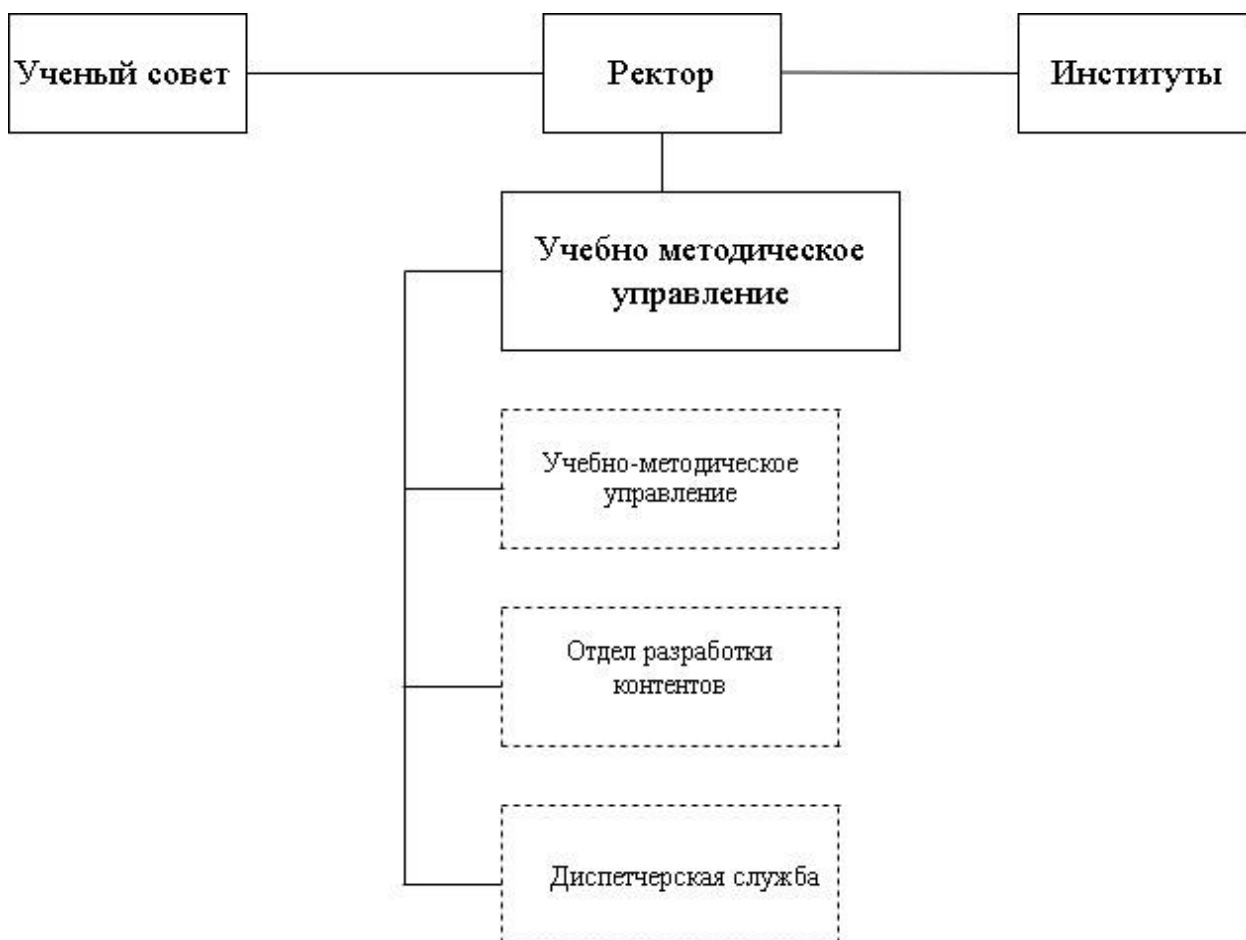 Ученый совет
Ректор
Институты
Учебно методическое
управление
Учебно-методическое
управление
Отдел разработки
контентов
Диспетчерская служба